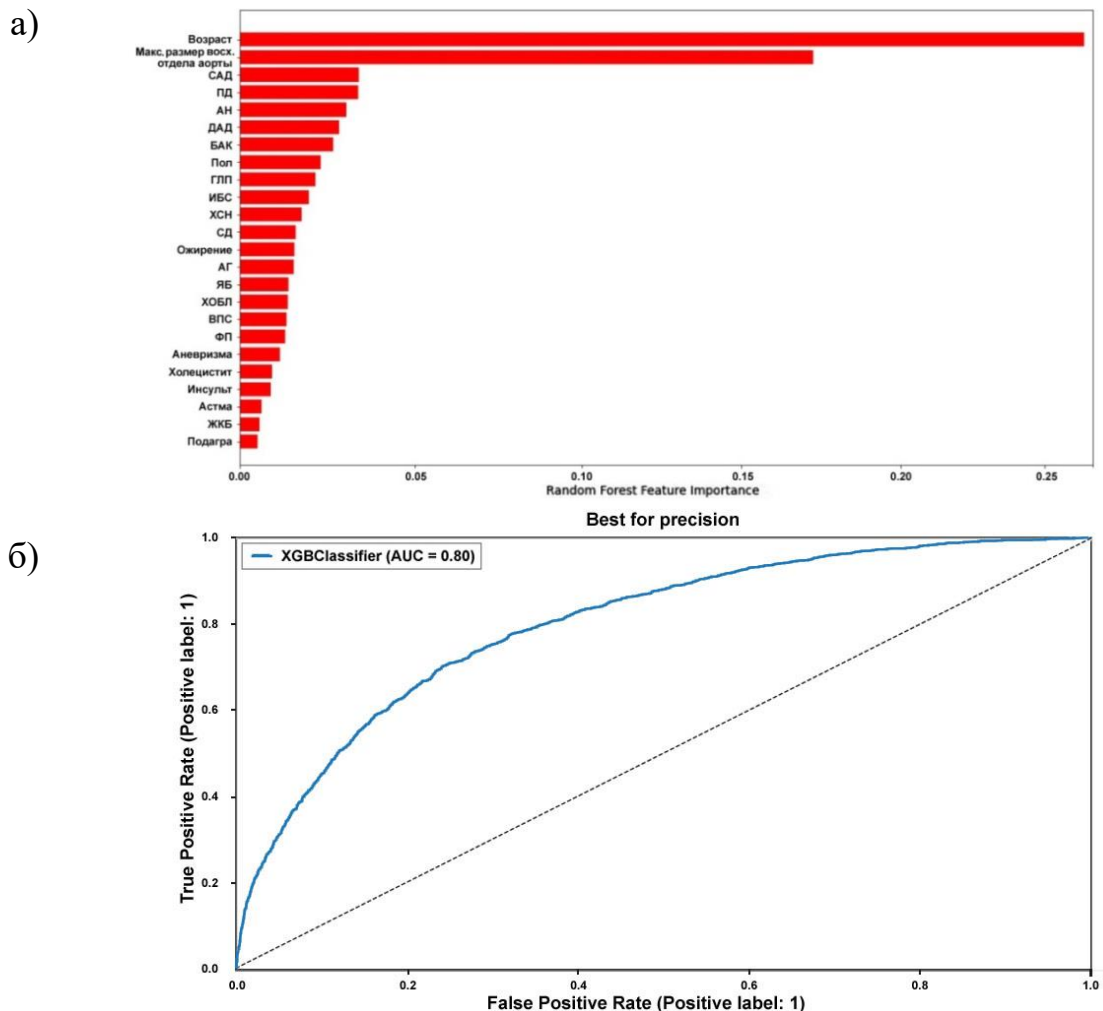 а)
Возраст
Макс. размер восх.
отдела аорты
САД
ПД
АН
ДАД
БАК
Пол
ГЛП
ИБС
ХСН
СД
Ожирение
АГ
ЯБ
ХОБЛ
ВПС
ФП
Аневризма
Холецистит
Инсульт
Астма
ЖКБ
Подагра
0.00 0.05 0.10 0.15 0.20 0.25
Random Forest Feature Importance
Best for precision
б)
XGBClassifier (AUC = 0.80)
True Positive Rate (Positive label: 1)
1.0
0.8
0.6
0.4
0.2
0.0
0.0 0.2 0.4 0.6 0.8 1.0
False Positive Rate (Positive label: 1)